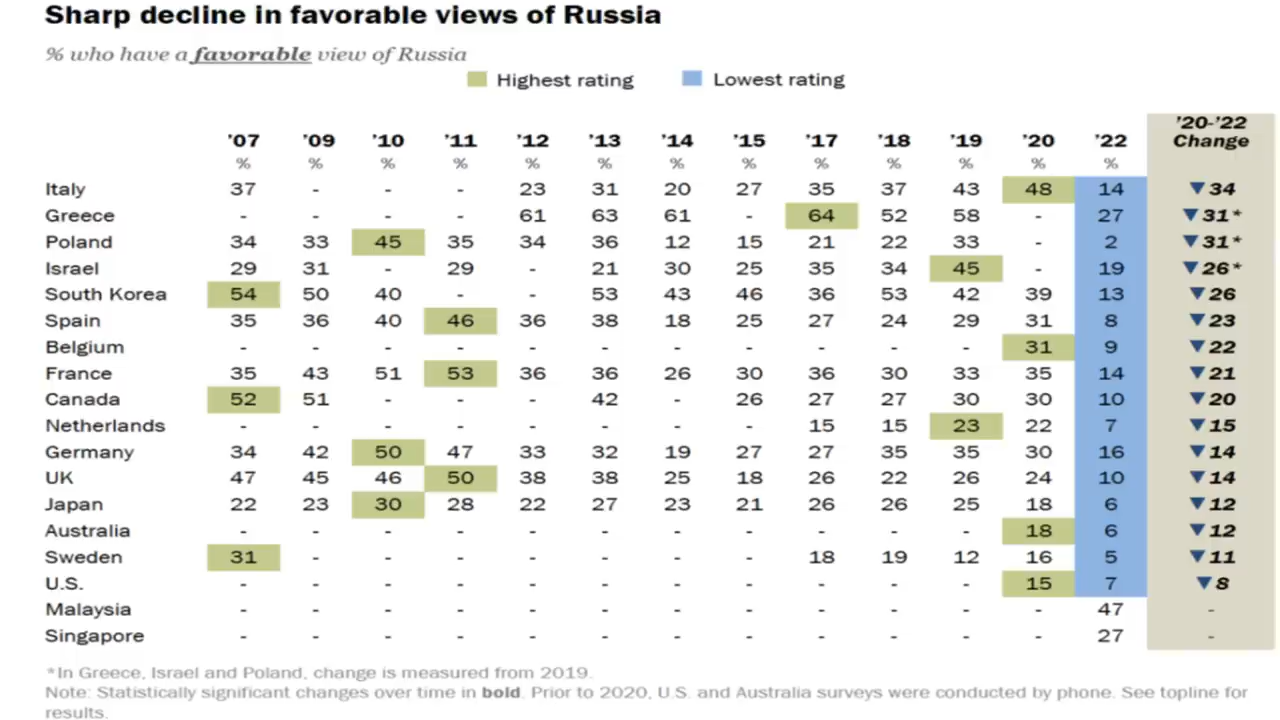 Sharp decline in favorable views of Russia
% who have a favorable view of Russia
Highest rating Lowest rating
’07 ’09 ’10 ’11 ’12 ’13 ’14 ’15 ’17 ’18 ’19 ’20 ’22 ’20-’22 Change
% % % % % % % % % % % % %
Italy 37 - - - 23 31 20 27 35 37 43 48 14 ▼34
Greece - - - - 61 63 61 - 64 52 58 - 27 ▼31*
Poland 34 33 45 35 34 36 12 15 21 22 33 - 2 ▼31*
Israel 29 31 - 29 - 21 30 25 35 34 45 - 19 ▼26*
South Korea 54 50 40 - - 53 43 46 36 53 42 39 13 ▼26
Spain 35 36 40 46 36 38 18 25 27 24 29 31 8 ▼23
Belgium - - - - - - - - - - - 31 9 ▼22
France 35 43 51 53 36 36 26 30 36 30 33 35 14 ▼21
Canada 52 51 - - - 42 - 26 27 27 30 30 10 ▼20
Netherlands - - - - - - - - 15 15 23 22 7 ▼15
Germany 34 42 50 47 33 32 19 27 27 35 35 30 16 ▼14
UK 47 45 46 50 38 38 25 18 26 22 26 24 10 ▼14
Japan 22 23 30 28 22 27 23 21 26 26 25 18 6 ▼12
Australia - - - - - - - - - - - 18 6 ▼12
Sweden 31 - - - - - - - 18 19 12 16 5 ▼11
U.S. - - - - - - - - - - - 15 7 ▼8
Malaysia - - - - - - - - - - - - 47 -
Singapore - - - - - - - - - - - - 27 -
*In Greece, Israel and Poland, change is measured from 2019.
Note: Statistically significant changes over time in bold. Prior to 2020, U.S. and Australia surveys were conducted by phone. See topline for
results.